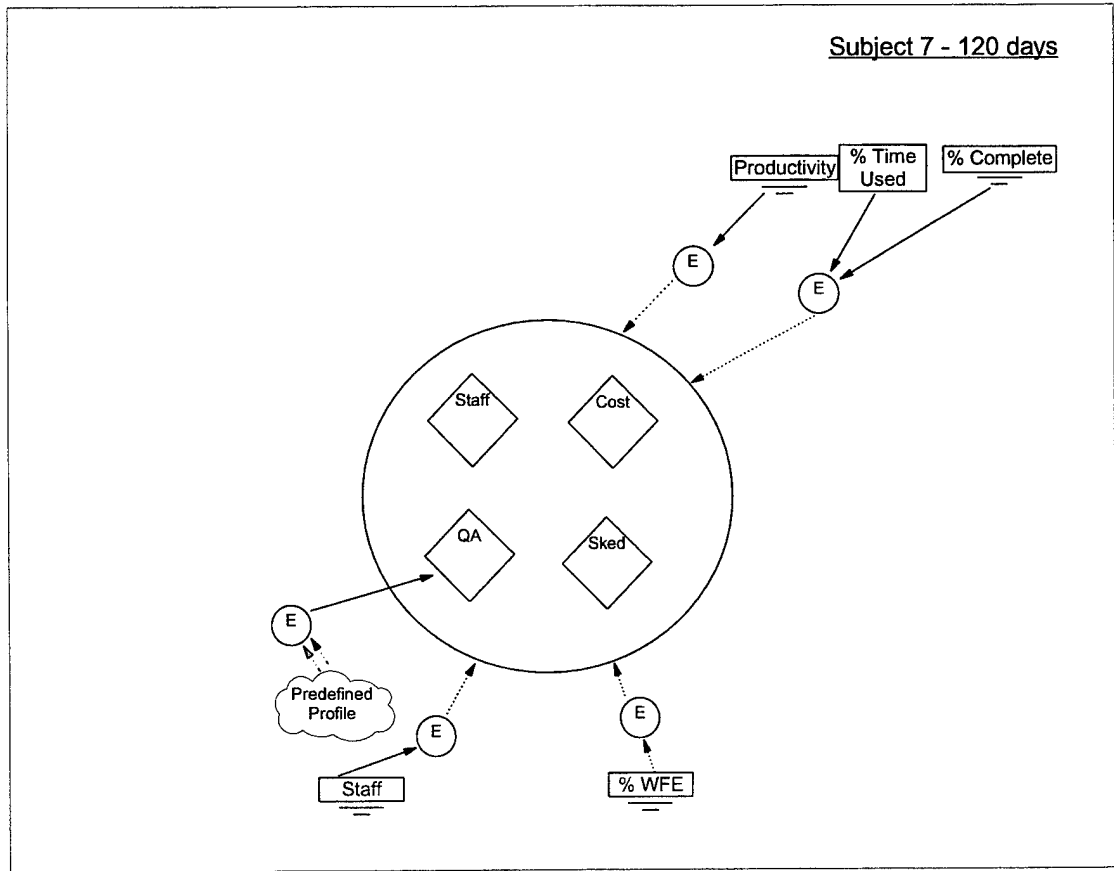 Subject 7 - 120 days
Productivity
% Time
Used
% Complete
E
E
Staff
Cost
QA
Sked
E
Predefined
Profile
E
E
Staff
% WFE